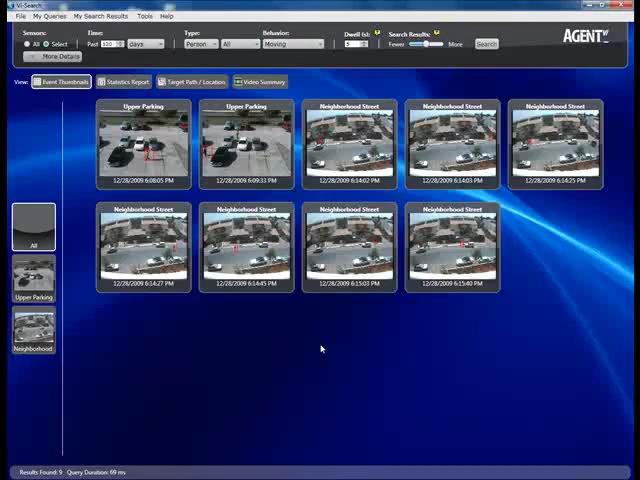 Vi-Search
File My Queries My Search Results Tools Help
Sensors: Time: Type: Behavior: Dwell (s): Search Results:
All Select Past 120 days Person All Moving 5 Fewer More Search
More Details
AGENT Vi
View: Event Thumbnails Statistics Report Target Path / Location Video Summary
Upper Parking Upper Parking Neighborhood Street Neighborhood Street Neighborhood Street
12/28/2009 6:08:05 PM 12/28/2009 6:09:33 PM 12/28/2009 6:14:02 PM 12/28/2009 6:14:03 PM 12/28/2009 6:14:25 PM
Neighborhood Street Neighborhood Street Neighborhood Street Neighborhood Street
12/28/2009 6:14:27 PM 12/28/2009 6:14:45 PM 12/28/2009 6:15:03 PM 12/28/2009 6:15:40 PM
All
Upper Parking
Neighborhood
Results Found: 9 Query Duration: 69 ms